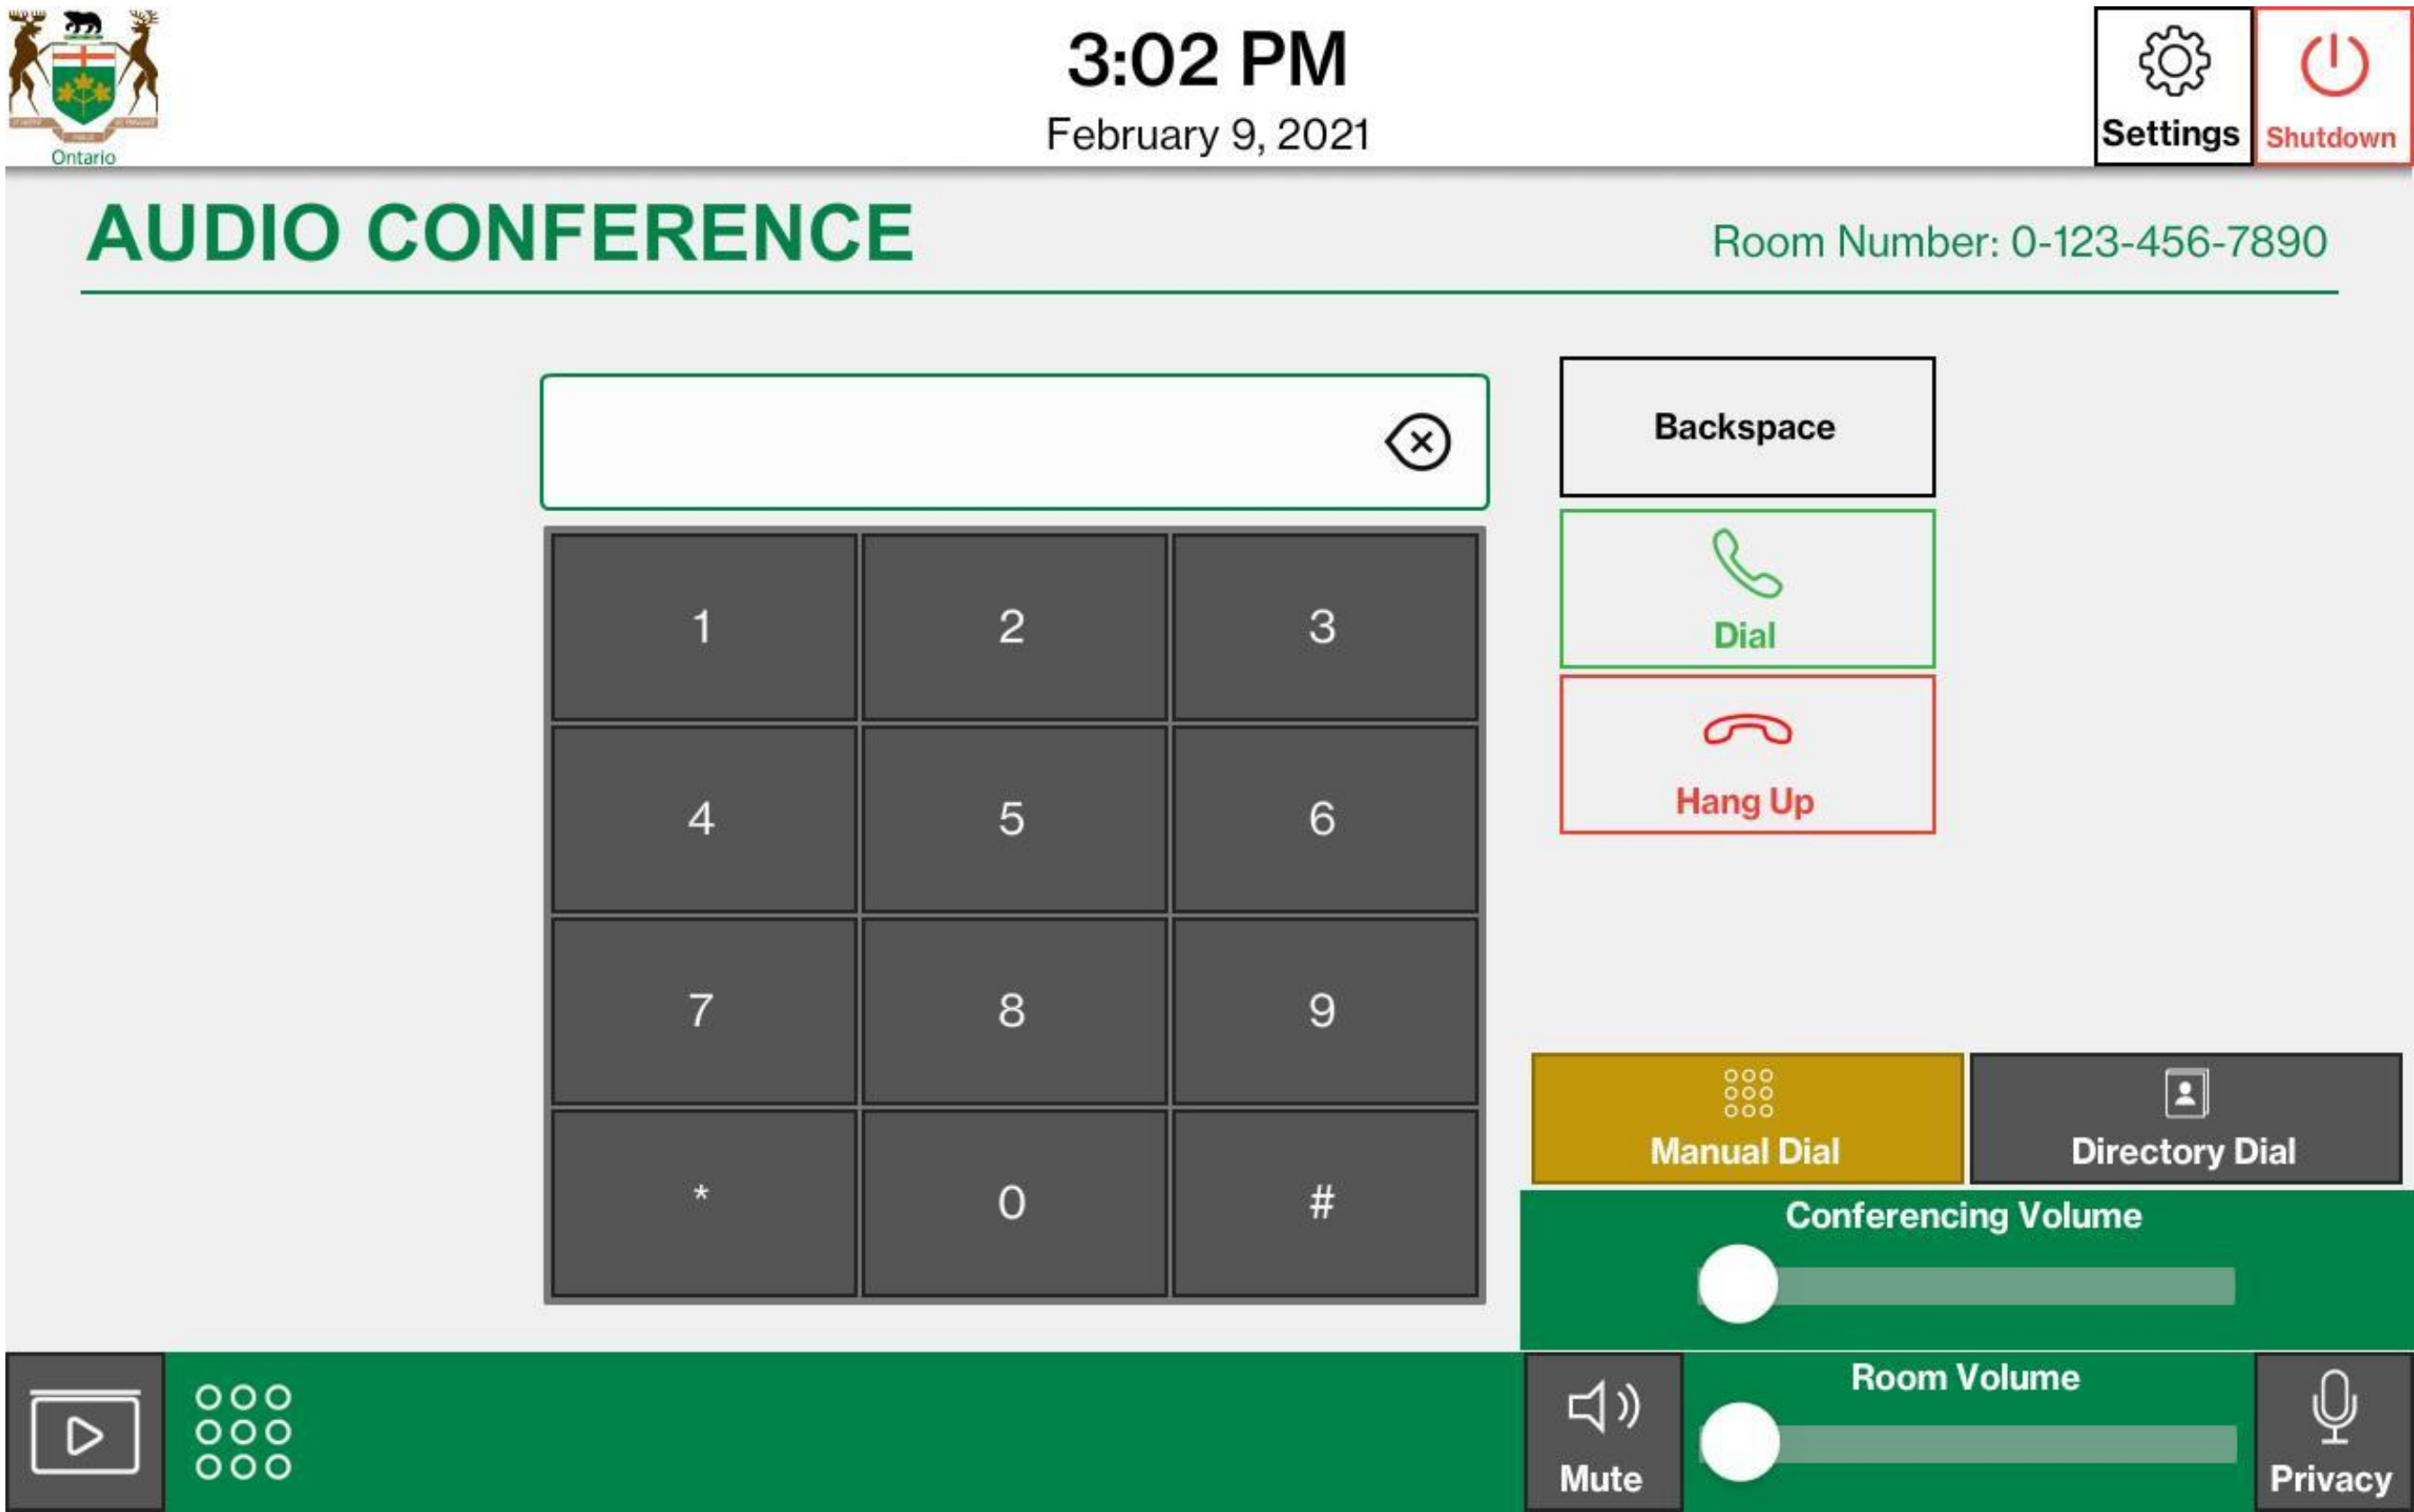 3:02 PM
February 9, 2021
Settings
Shutdown
Ontario
AUDIO CONFERENCE
Room Number: 0-123-456-7890
Backspace
Dial
Hang Up
1 2 3
4 5 6
7 8 9
* 0 #
Manual Dial
Directory Dial
Conferencing Volume
Room Volume
Mute
Privacy